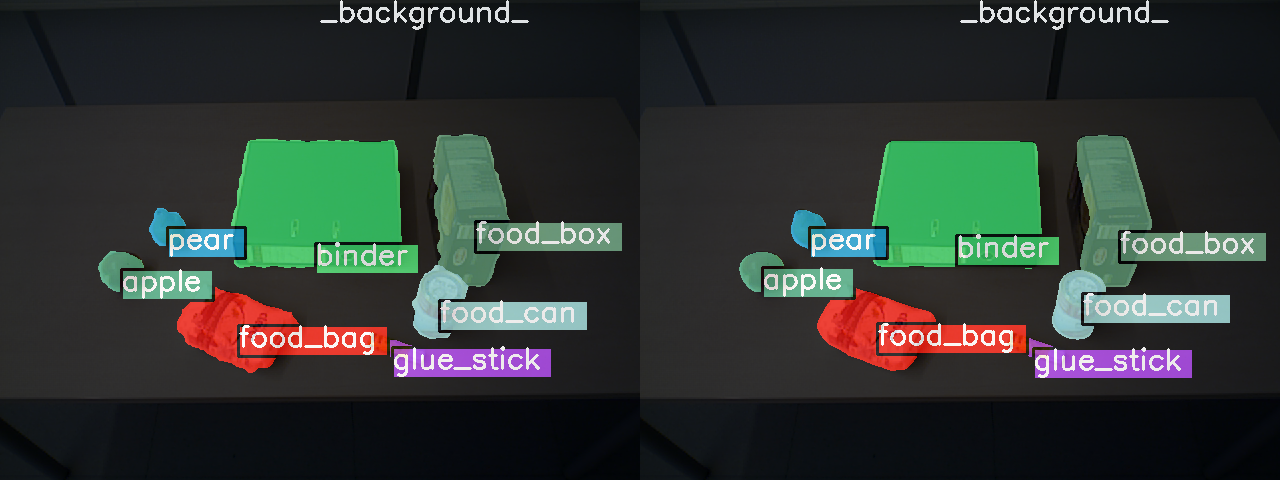 _background_ _background_
pear binder food_box pear binder food_box
apple apple
food_can food_can
food_bag food_bag
glue_stick glue_stick